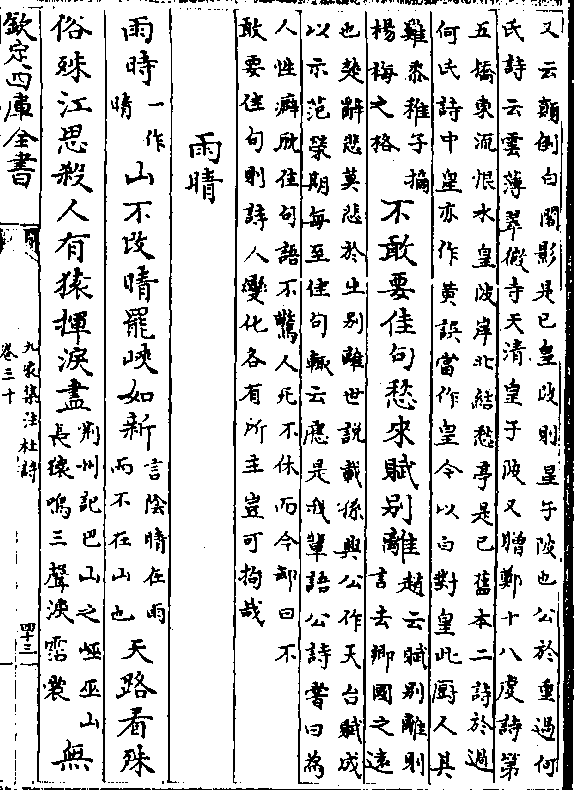 又云顛倒白閣影是已皇陂則皇子陂也公於重過何
氏詩云雲薄翠微寺天清皇子陂又贈鄭十八虔詩第
五橋東流恨水皇陂岸北結愁亭是已舊本二詩於過
何氏詩中皇亦作黄誤當作皇今以白對皇此厨人具
雞黍稚子摘
楊梅之格
不敢要佳句愁來賦别離
趙云賦别離則
言去鄉國之遠
也楚辭悲莫悲於生别離世説載孫興公作天台賦成
以示范榮期每至佳句輒云應是我輩語公詩嘗曰為
人性癖耽佳句語不驚人死不休而今却曰不
敢要佳句則詩人變化各有所主豈可拘哉
雨晴
雨時
一作
晴
山不改晴罷峽如新
言陰晴在雨
而不在山也
天路看殊
俗殊江思殺人有猿揮淚盡
荆州記巴山之峽巫山
長猿鳴三聲淚霑裳
無
欽定四庫全書
九家集注杜詩
卷三十
四十三